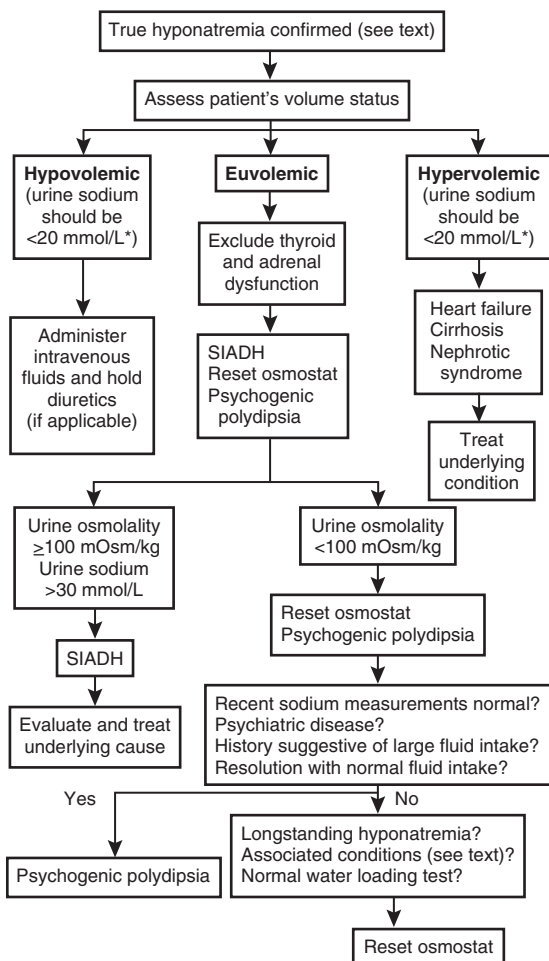 True hyponatremia confirmed (see text)
Assess patient's volume status
Hypovolemic
(urine sodium
should be
<20 mmol/L*)
Euvolemic
Hypervolemic
(urine sodium
should be
<20 mmol/L*)
Exclude thyroid
and adrenal
dysfunction
Administer
intravenous
fluids and hold
diuretics
(if applicable)
SIADH
Reset osmostat
Psychogenic
polydipsia
Heart failure
Cirrhosis
Nephrotic
syndrome
Treat
underlying
condition
Urine osmolality
≥100 mOsm/kg
Urine sodium
>30 mmol/L
Urine osmolality
<100 mOsm/kg
SIADH
Reset osmostat
Psychogenic polydipsia
Evaluate and treat
underlying cause
Recent sodium measurements normal?
Psychiatric disease?
History suggestive of large fluid intake?
Resolution with normal fluid intake?
Yes
No
Psychogenic polydipsia
Longstanding hyponatremia?
Associated conditions (see text)?
Normal water loading test?
Reset osmostat